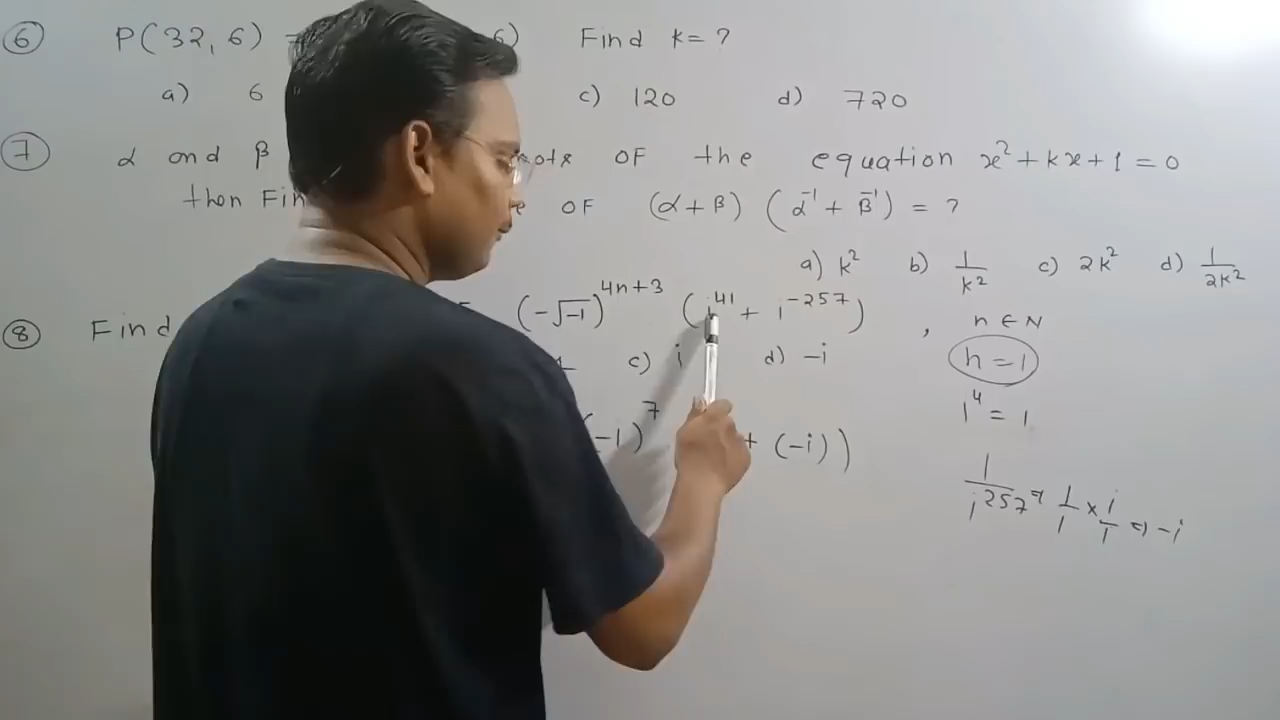 ⑥ P(32, 6) 6) Find k = ?
a) 6 c) 120 d) 720
⑦ α and β OF the equation x² + kx + 1 = 0
then Fin OF (α + β) (α⁻¹ + β⁻¹) = ?
a) k² b) 1/k² c) 2k² d) 1/2k²
⑧ Find (-√-1)⁴ⁿ⁺³ (i⁴¹ + i⁻²⁵⁷) , n ∈ N
c) i d) -i
n = 1
i⁴ = 1
-1)⁷ + (-i))
1/i²⁵⁷ = 1/i × i/i = -i